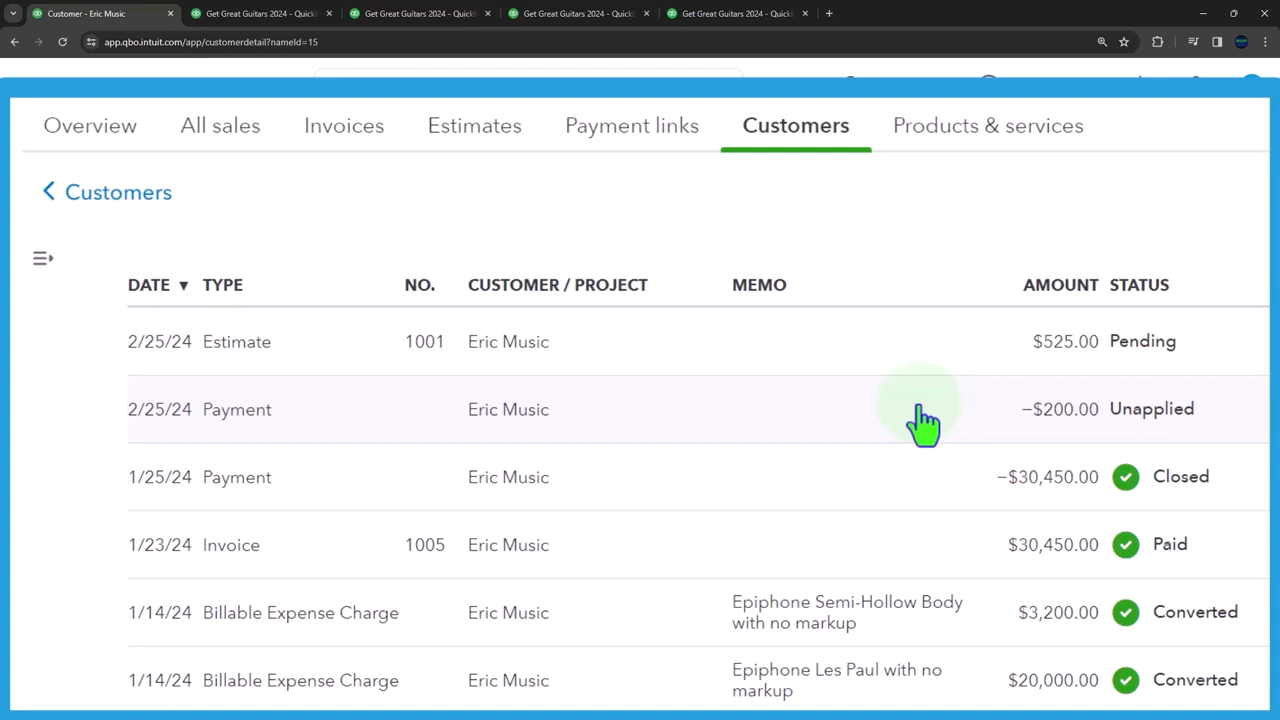 Customer - Eric Music
Get Great Guitars 2024 - QuickB
Get Great Guitars 2024 - QuickB
Get Great Guitars 2024 - QuickB
Get Great Guitars 2024 - QuickB
app.qbo.intuit.com/app/customerdetail?nameId=15
Overview All sales Invoices Estimates Payment links Customers Products & services
Customers
DATE ▼ TYPE NO. CUSTOMER / PROJECT MEMO AMOUNT STATUS
2/25/24 Estimate 1001 Eric Music $525.00 Pending
2/25/24 Payment Eric Music −$200.00 Unapplied
1/25/24 Payment Eric Music −$30,450.00 Closed
1/23/24 Invoice 1005 Eric Music $30,450.00 Paid
1/14/24 Billable Expense Charge Eric Music Epiphone Semi-Hollow Body $3,200.00 Converted
with no markup
1/14/24 Billable Expense Charge Eric Music Epiphone Les Paul with no $20,000.00 Converted
markup